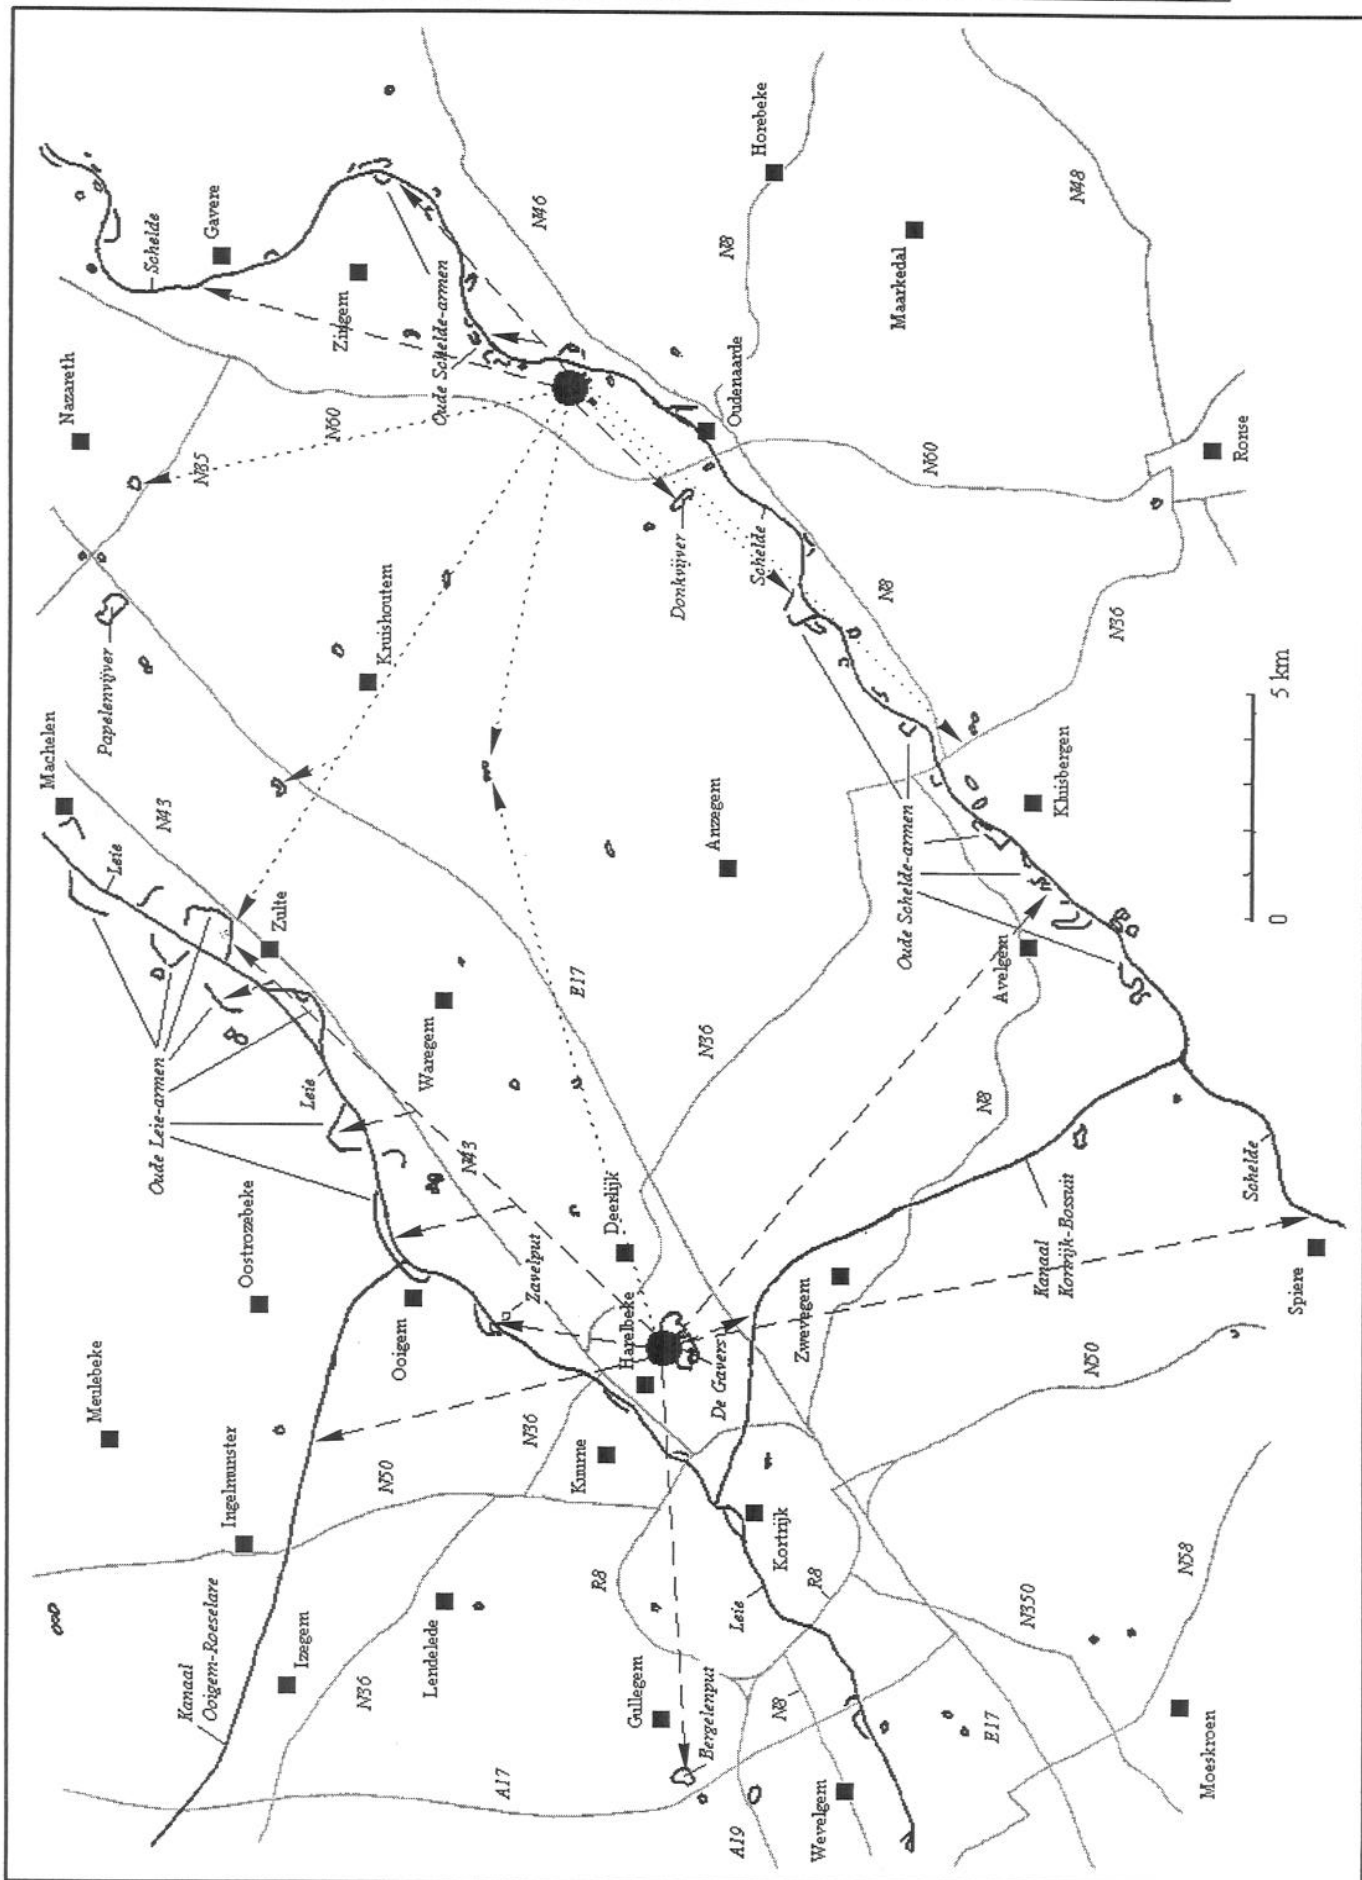 Meulebeke
Ingelmunster
Kanaal
Ooigem-Roeselare
Izegem
Oostrozebeke
Oude Leie-armen
Machelen
Papelenvijver
Nazareth
Schelde
Gavere
Zingem
Leie
N43
Zulte
N85
N60
Kruishoutem
Oude Schelde-armen
N46
Horebeke
N8
Maarkedal
N48
Waregem
Leie
N43
E17
Ooigem
Zavelput
N50
N36
Lendelede
N36
A17
Kuurne
Harelbeke
Deerlijk
De Gavers
Gullegem
Bergelenput
R8
Leie
Kortrijk
R8
N8
A19
Wevelgem
E17
N350
N58
Moeskroen
Zwevegem
N50
Kanaal
Kortrijk-Bossuit
Spiere
Schelde
N8
N36
Anzegem
Avelgem
Oude Schelde-armen
Kluisbergen
Donkvijver
Schelde
Oudenaarde
N8
N60
N36
Ronse
0
5 km